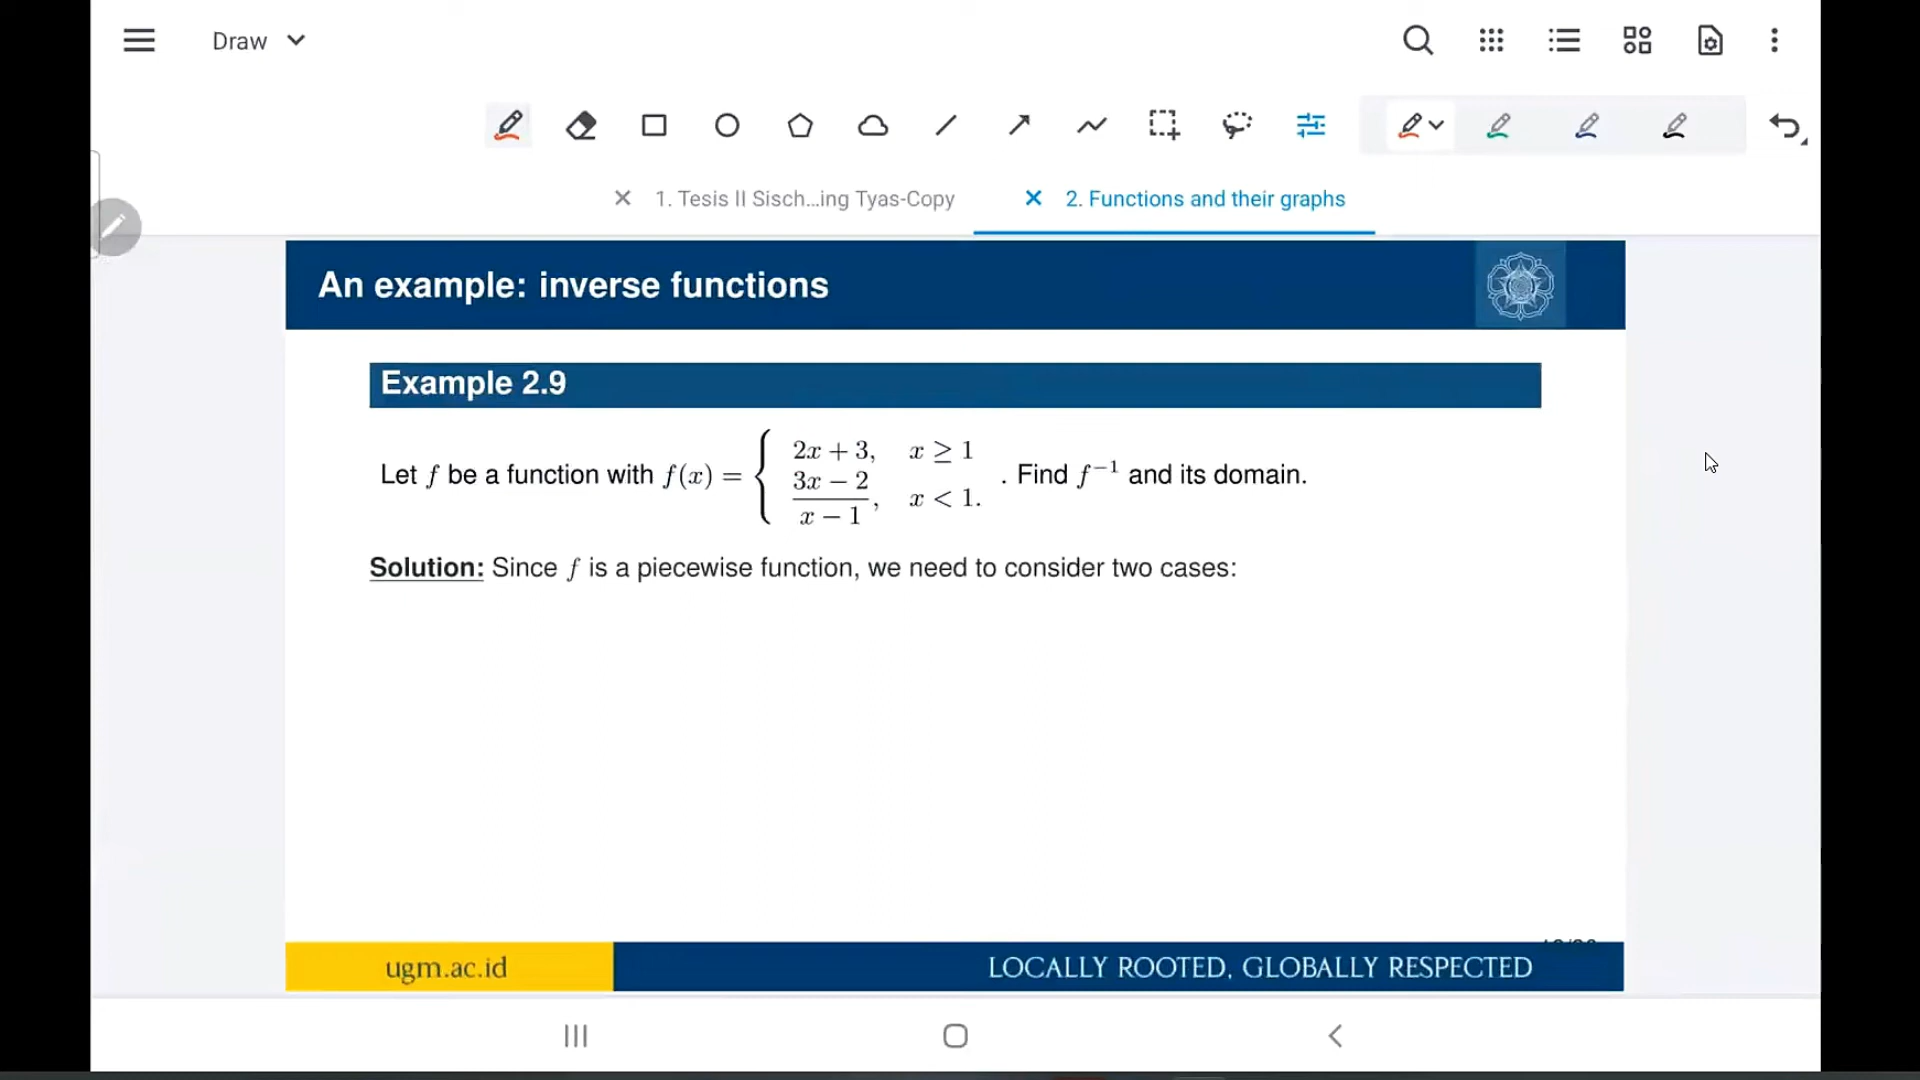 Draw
1. Tesis II Sisch...ing Tyas-Copy
2. Functions and their graphs
An example: inverse functions
Example 2.9
Let f be a function with f(x) = { 2x + 3, x ≥ 1
(3x − 2)/(x − 1), x < 1. . Find f⁻¹ and its domain.
Solution: Since f is a piecewise function, we need to consider two cases:
ugm.ac.id
LOCALLY ROOTED, GLOBALLY RESPECTED